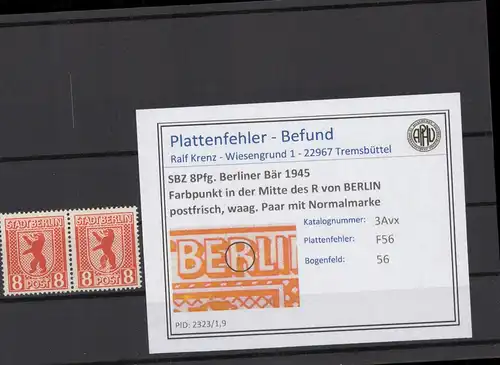 Plattenfehler - Befund
Ralf Krenz - Wiesengrund 1 - 22967 Tremsbüttel
SBZ 8Pfg. Berliner Bär 1945
Farbpunkt in der Mitte des R von BERLIN
postfrisch, waag. Paar mit Normalmarke
Katalognummer: 3Avx
Plattenfehler: F56
Bogenfeld: 56
BERLI
PID: 2323/1,9
STADT BERLIN STADT BERLIN
8 POST 8 8 POST 8